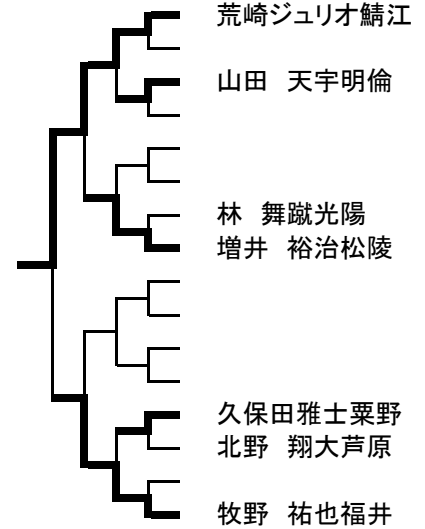 荒崎ジュリオ鯖江
山田　天宇明倫
林　舞蹴光陽
増井　裕治松陵
久保田雅士粟野
北野　翔大芦原
牧野　祐也福井